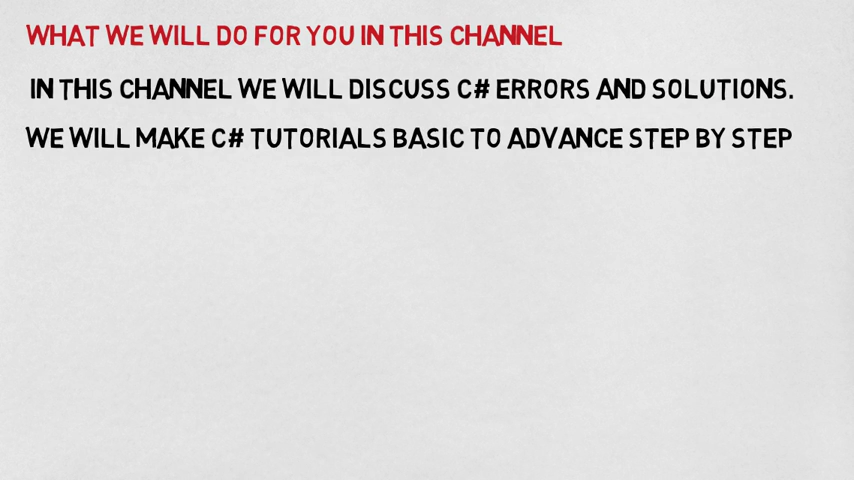 WHAT WE WILL DO FOR YOU IN THIS CHANNEL
IN THIS CHANNEL WE WILL DISCUSS C# ERRORS AND SOLUTIONS.
WE WILL MAKE C# TUTORIALS BASIC TO ADVANCE STEP BY STEP